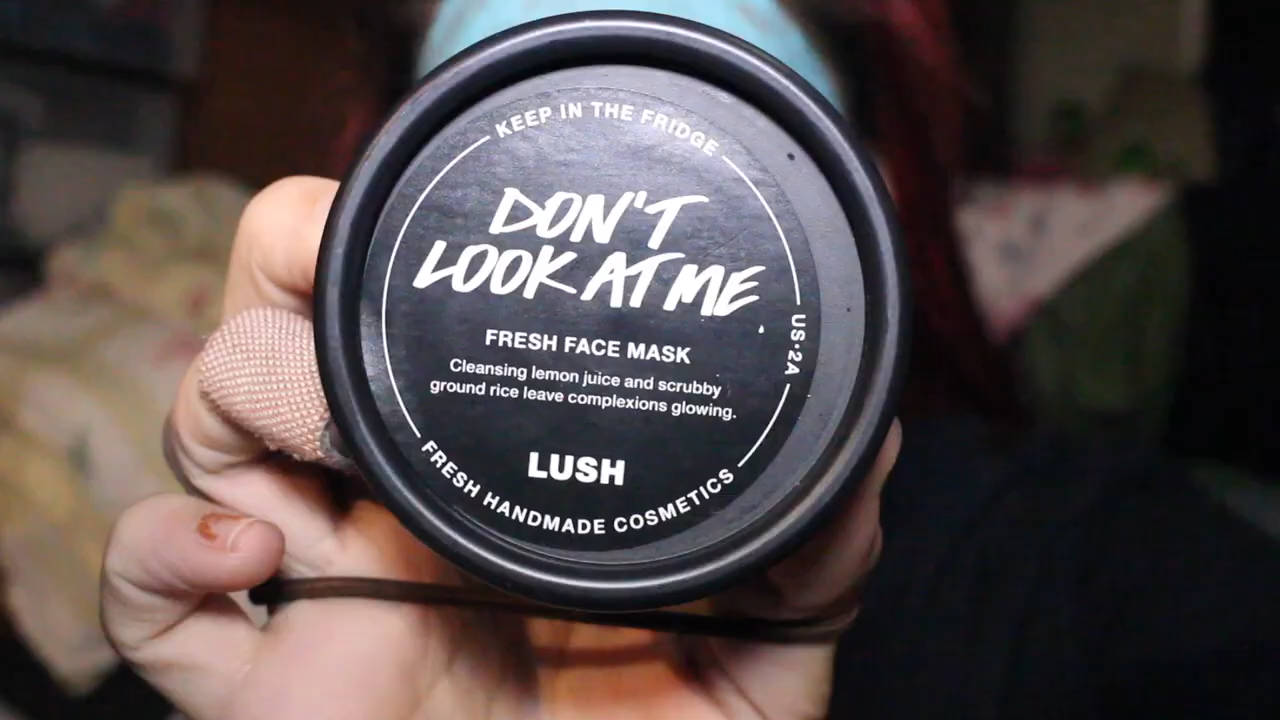 KEEP IN THE FRIDGE
DON'T
LOOK AT ME
US•2A
FRESH FACE MASK
Cleansing lemon juice and scrubby
ground rice leave complexions glowing.
LUSH
FRESH HANDMADE COSMETICS